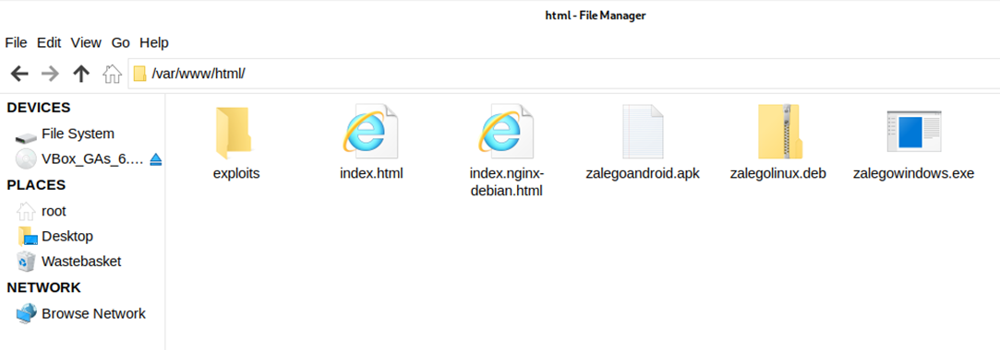 html - File Manager
File Edit View Go Help
/var/www/html/
DEVICES
File System
VBox_GAs_6....
PLACES
root
Desktop
Wastebasket
NETWORK
Browse Network
exploits
index.html
index.nginx-
debian.html
zalegoandroid.apk
zalegolinux.deb
zalegowindows.exe